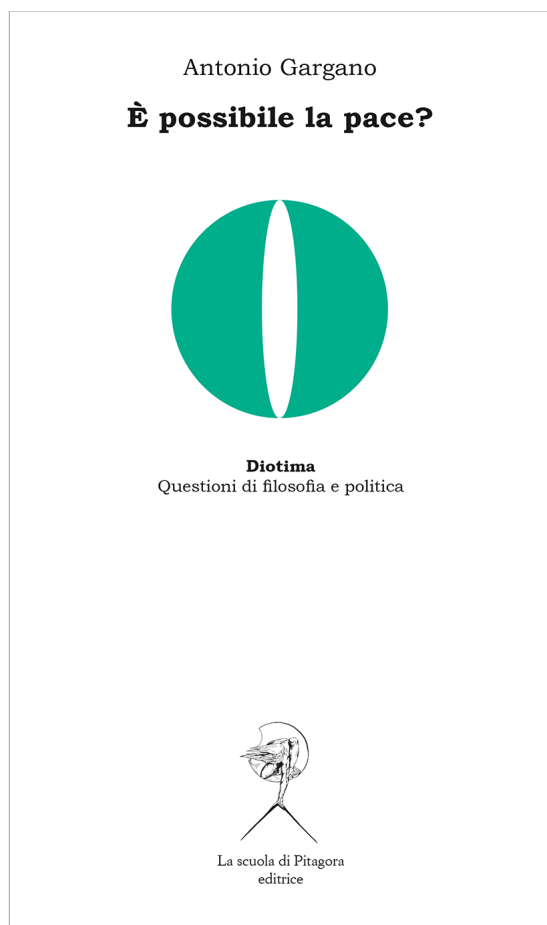 Antonio Gargano
È possibile la pace?
Diotima
Questioni di filosofia e politica
La scuola di Pitagora
editrice